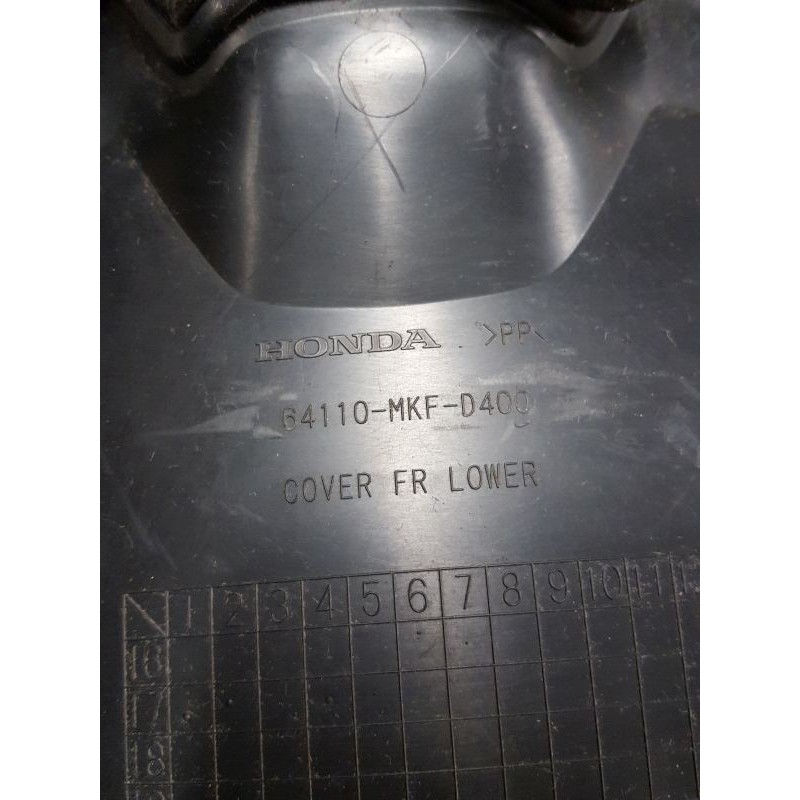 HONDA >PP<
64110-MKF-D400
COVER FR LOWER
1 2 3 4 5 6 7 8 9 10 11
16
17
18